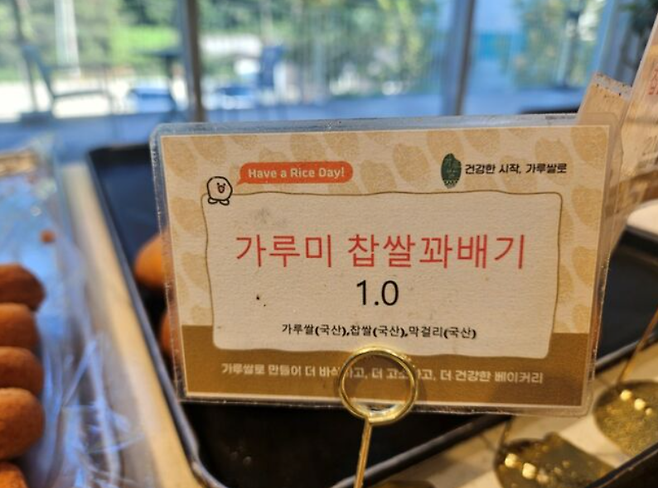 Have a Rice Day!
건강한 시작, 가루쌀로
가루미 찹쌀꽈배기
1.0
가루쌀(국산),찹쌀(국산),막걸리(국산)
가루쌀로 만들어 더 바삭하고, 더 고소하고, 더 건강한 베이커리